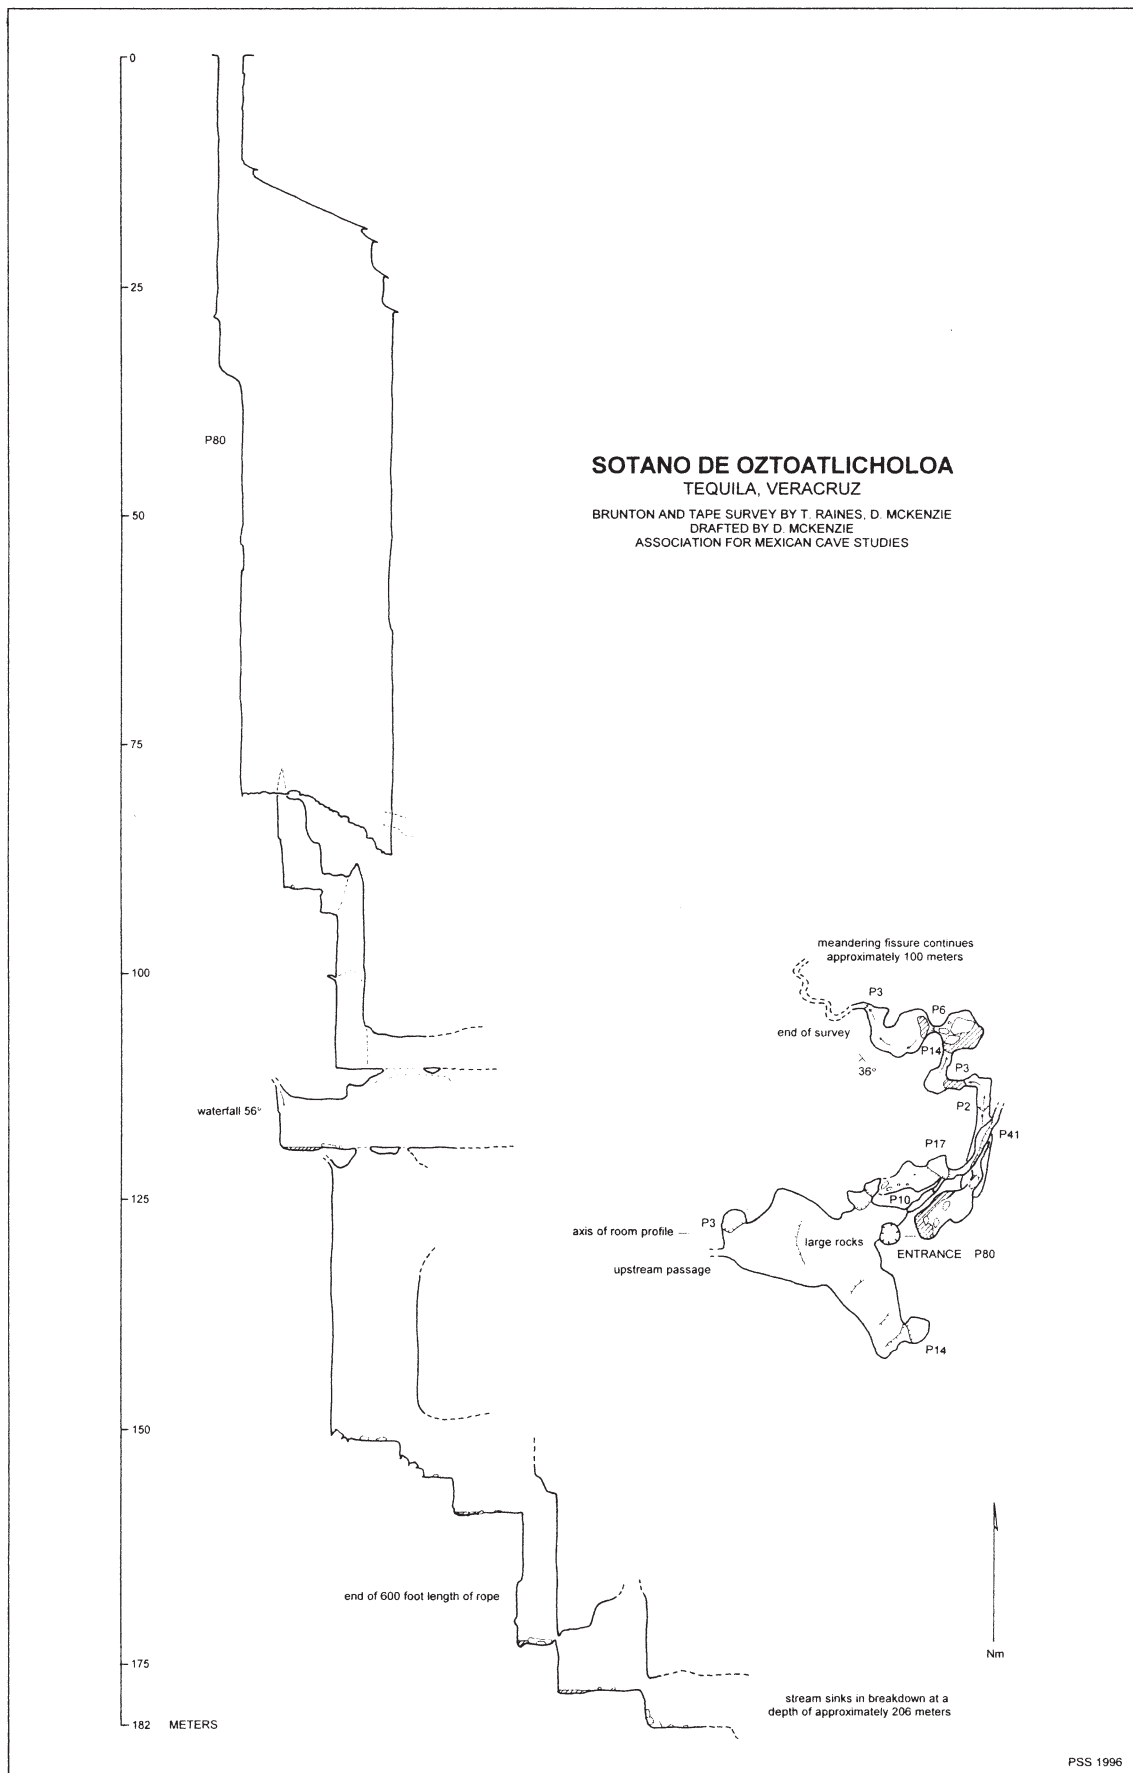 0
25
P80
50
SOTANO DE OZTOATLICHOLOA
TEQUILA, VERACRUZ
BRUNTON AND TAPE SURVEY BY T. RAINES, D. MCKENZIE
DRAFTED BY D. MCKENZIE
ASSOCIATION FOR MEXICAN CAVE STUDIES
75
100
meandering fissure continues
approximately 100 meters
P3
P6
end of survey
P14
36°
P3
P2
waterfall 56°
P41
P17
125
P10
P3
axis of room profile
large rocks
ENTRANCE P80
upstream passage
P14
150
end of 600 foot length of rope
Nm
175
stream sinks in breakdown at a
depth of approximately 206 meters
182 METERS
PSS 1996